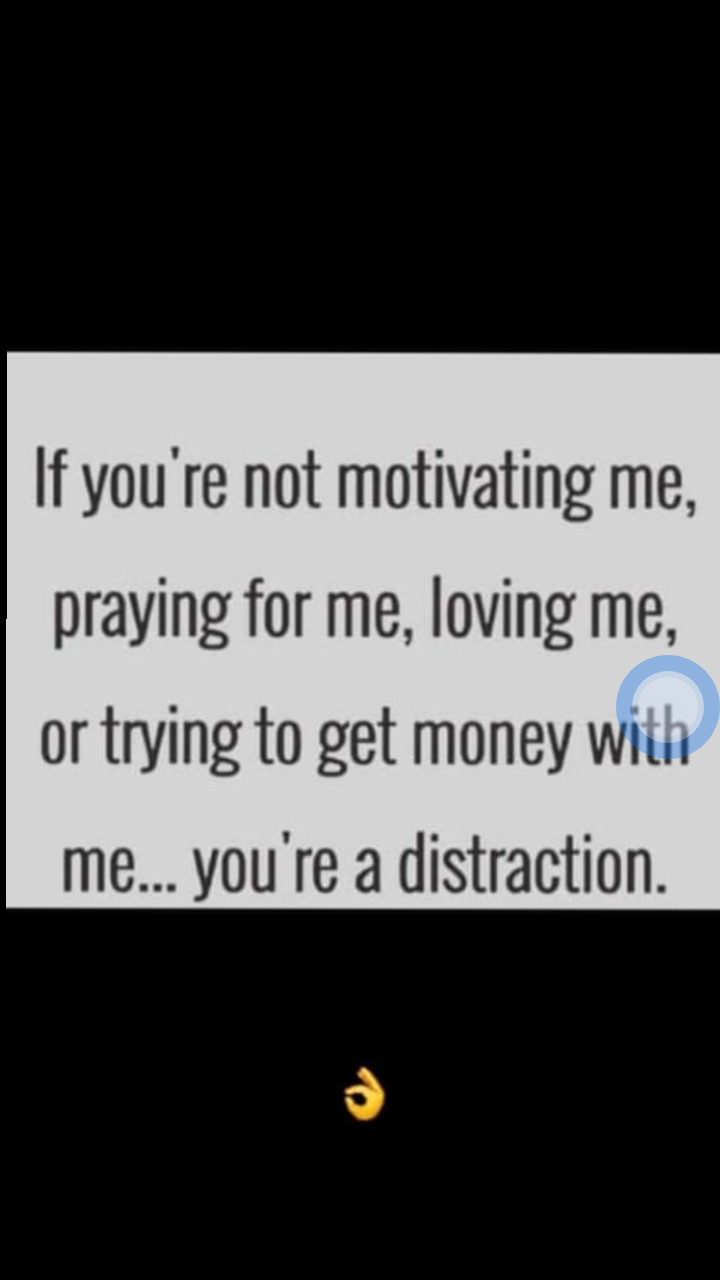 If you're not motivating me,
praying for me, loving me,
or trying to get money with
me... you're a distraction.
👌